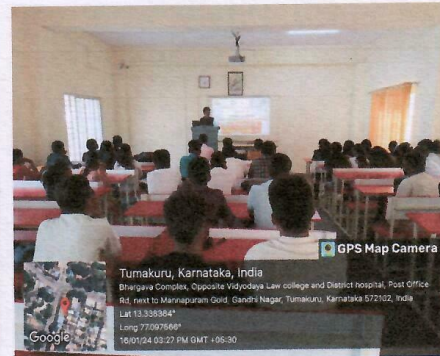 GPS Map Camera
Tumakuru, Karnataka, India
Bhargava Complex, Opposite Vidyodaya Law college and District hospital, Post Office
Rd, next to Mannapuram Gold, Gandhi Nagar, Tumakuru, Karnataka 572102, India
Lat 13.336364°
Long 77.097566°
16/01/24 03:27 PM GMT +05:30
Google